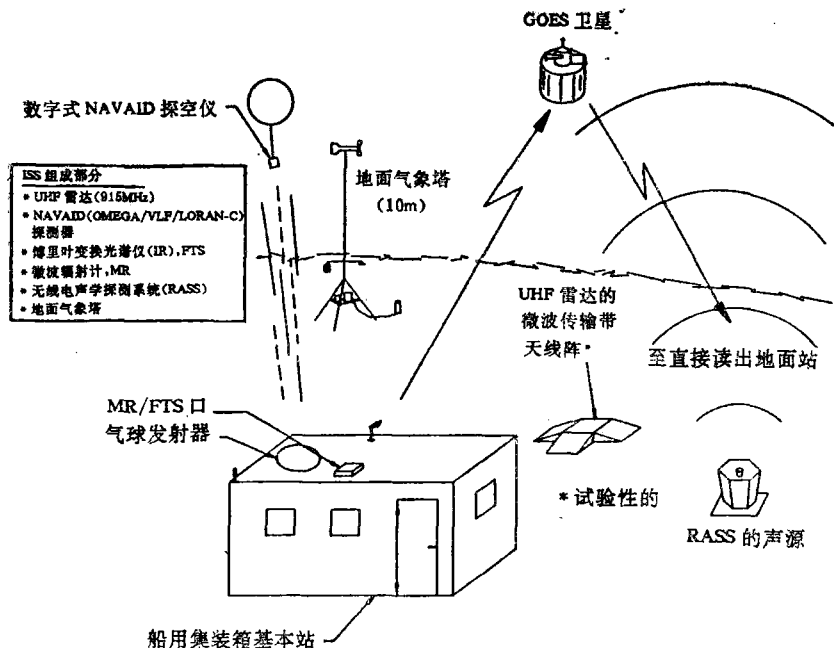 GOES 卫星
数字式 NAVAID 探空仪
ISS 组成部分
* UHF 雷达(915MHz)
* NAVAID(OMEGA/VLF/LORAN-C)
探测器
* 傅里叶变换光谱仪(IR),FTS
* 微波辐射计,MR
* 无线电声学探测系统(RASS)
* 地面气象塔
地面气象塔
(10m)
UHF 雷达的
微波传输带
天线阵*
至直接读出地面站
MR/FTS 口
气球发射器
* 试验性的
RASS 的声源
船用集装箱基本站